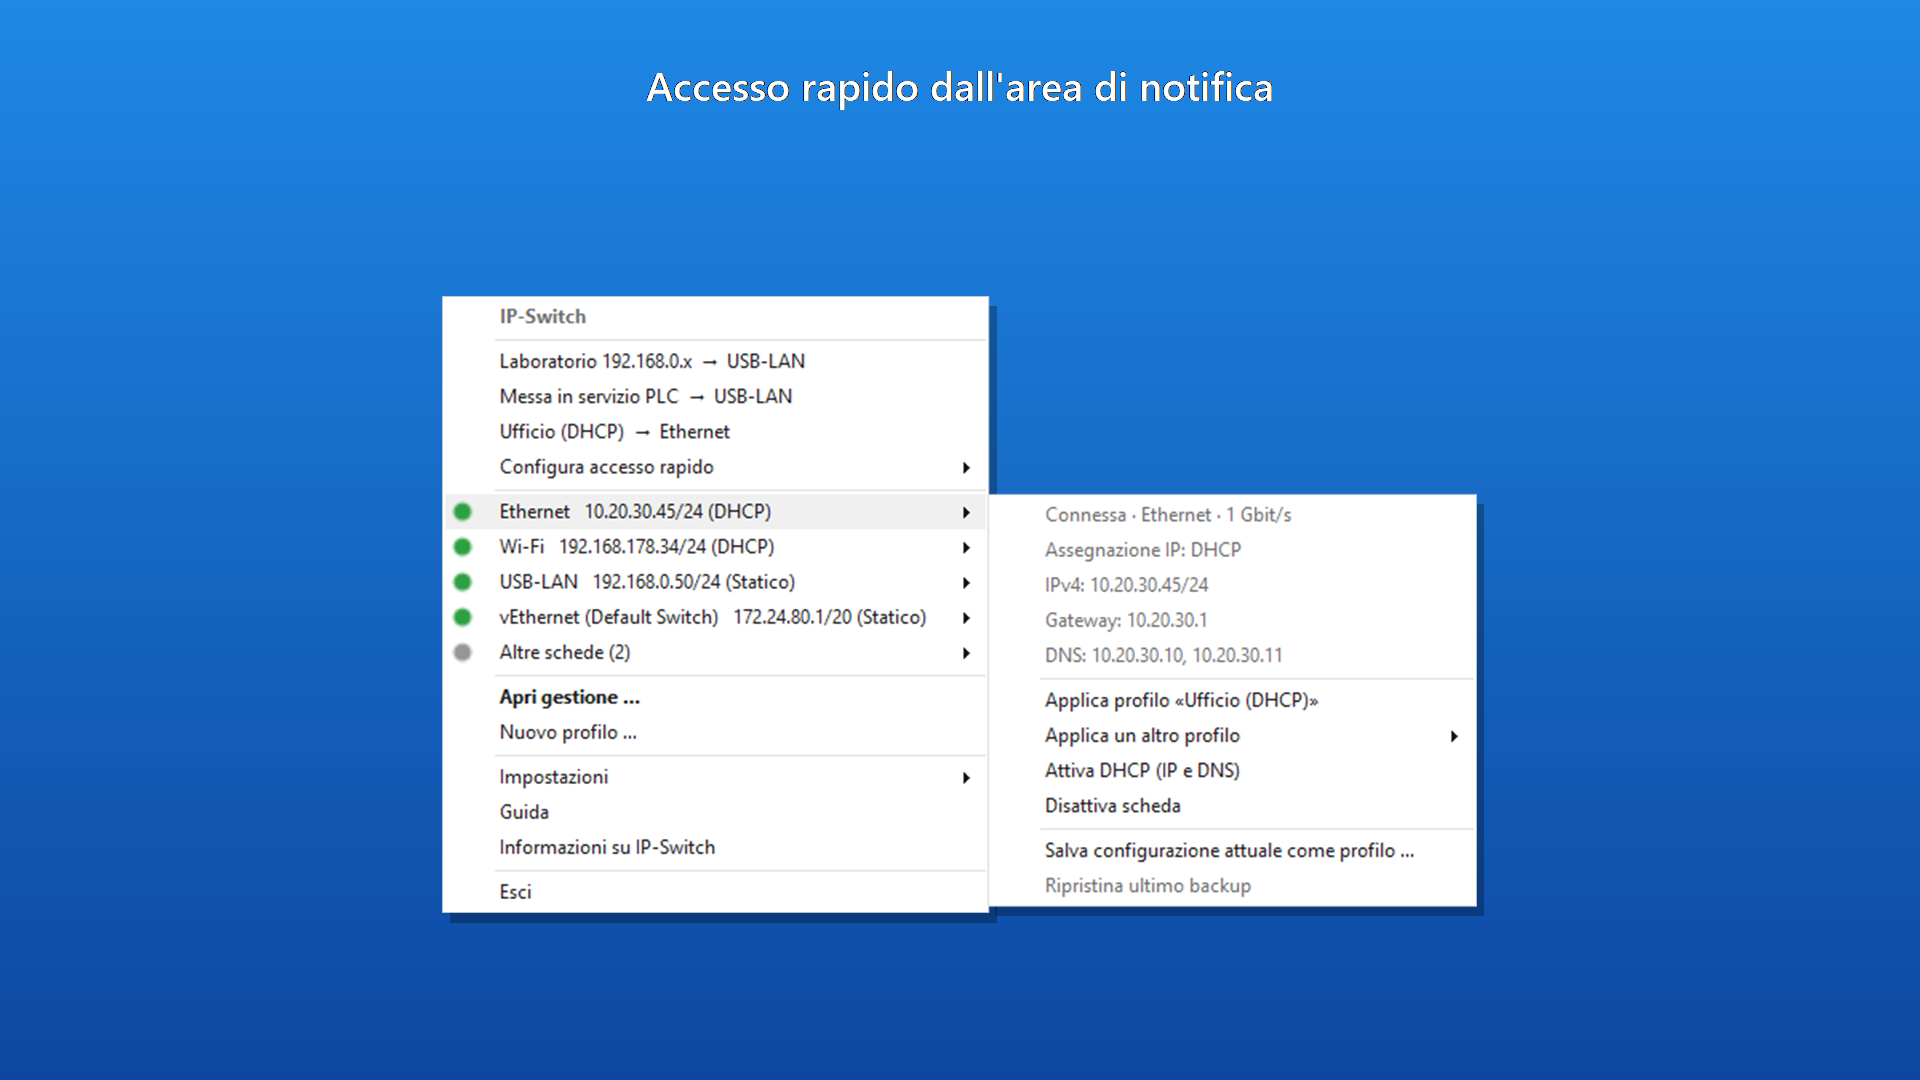 Accesso rapido dall'area di notifica
IP-Switch
Laboratorio 192.168.0.x → USB-LAN
Messa in servizio PLC → USB-LAN
Ufficio (DHCP) → Ethernet
Configura accesso rapido
Ethernet 10.20.30.45/24 (DHCP)
Wi-Fi 192.168.178.34/24 (DHCP)
USB-LAN 192.168.0.50/24 (Statico)
vEthernet (Default Switch) 172.24.80.1/20 (Statico)
Altre schede (2)
Apri gestione ...
Nuovo profilo ...
Impostazioni
Guida
Informazioni su IP-Switch
Esci
Connessa · Ethernet · 1 Gbit/s
Assegnazione IP: DHCP
IPv4: 10.20.30.45/24
Gateway: 10.20.30.1
DNS: 10.20.30.10, 10.20.30.11
Applica profilo «Ufficio (DHCP)»
Applica un altro profilo
Attiva DHCP (IP e DNS)
Disattiva scheda
Salva configurazione attuale come profilo ...
Ripristina ultimo backup